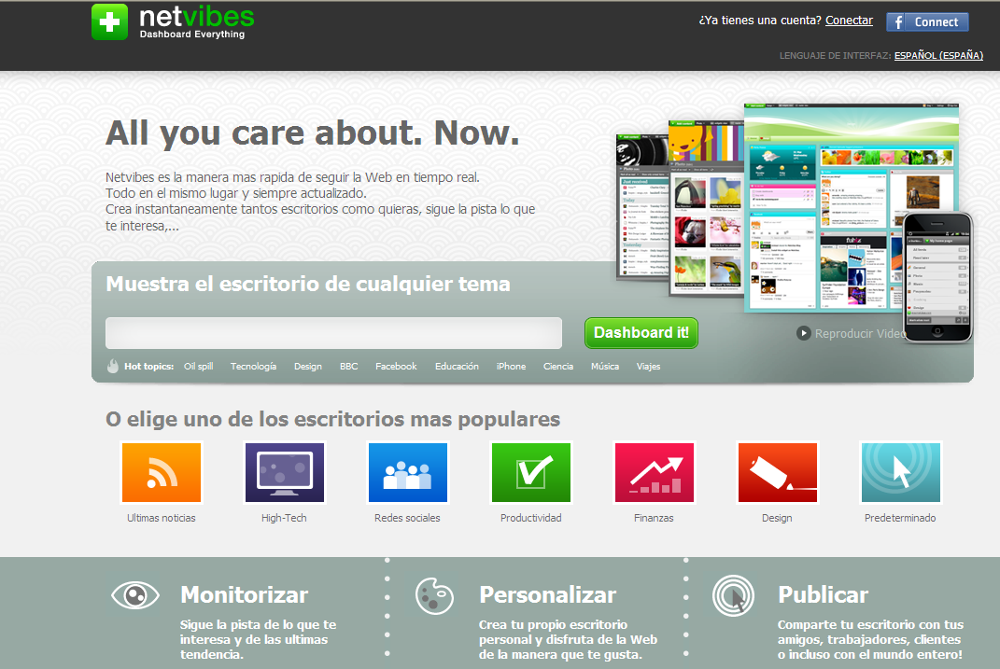 netvibes
Dashboard Everything
¿Ya tienes una cuenta? Conectar
f Connect
LENGUAJE DE INTERFAZ: ESPAÑOL (ESPAÑA)
All you care about. Now.
Netvibes es la manera mas rapida de seguir la Web en tiempo real.
Todo en el mismo lugar y siempre actualizado.
Crea instantaneamente tantos escritorios como quieras, sigue la pista lo que
te interesa,...
Muestra el escritorio de cualquier tema
Dashboard it!
Reproducir Video
Hot topics: Oil spill Tecnología Design BBC Facebook Educación iPhone Ciencia Música Viajes
O elige uno de los escritorios mas populares
Ultimas noticias High-Tech Redes sociales Productividad Finanzas Design Predeterminado
Monitorizar
Sigue la pista de lo que te
interesa y de las ultimas
tendencia.
Personalizar
Crea tu propio escritorio
personal y disfruta de la Web
de la manera que te gusta.
Publicar
Comparte tu escritorio con tus
amigos, trabajadores, clientes
o incluso con el mundo entero!